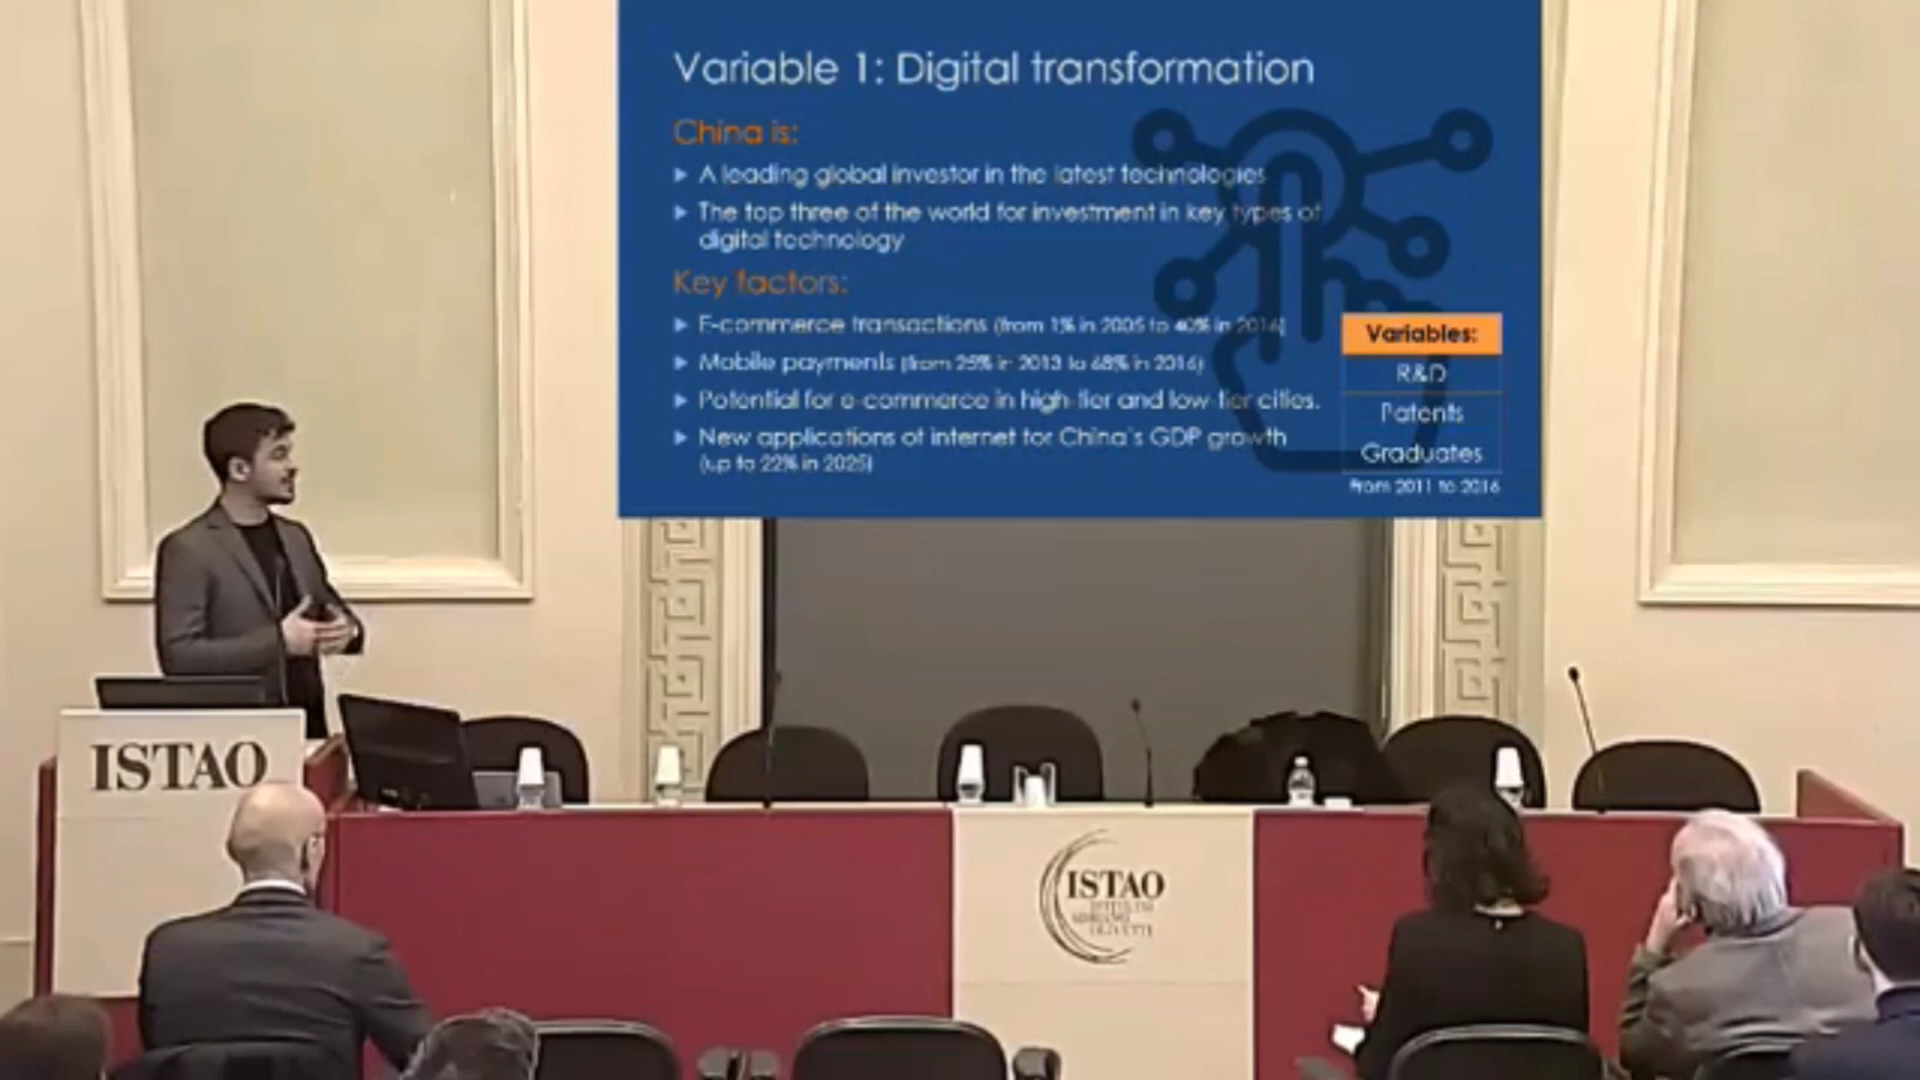 Variable 1: Digital transformation
China is:
A leading global investor in the latest technologies
The top three of the world for investment in key types of
digital technology
Key factors:
E-commerce transactions (from 1% in 2005 to 40% in 2016)
Mobile payments (from 25% in 2013 to 68% in 2016)
Potential for e-commerce in high-tier and low-tier cities.
New applications of internet for China's GDP growth
(up to 22% in 2025)
Variables:
R&D
Patents
Graduates
From 2011 to 2016
ISTAO
ISTAO
ISTITUTO
ADRIANO
OLIVETTI